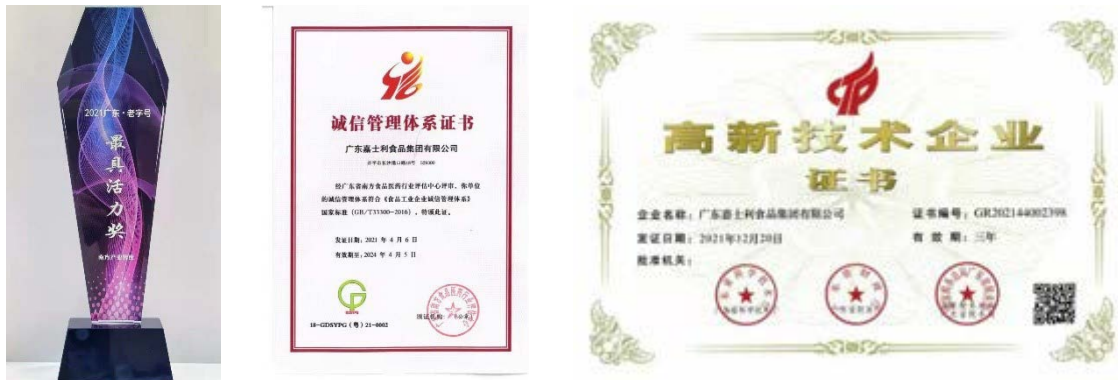 2021广东·老字号
最具活力奖
诚信管理体系证书
广东嘉士利食品集团有限公司
经广东省南方食品医药行业评估中心评审，你单位
的诚信管理体系符合《食品工业企业诚信管理体系》
国家标准（GB/T33300-2016），特颁此证。
发证日期：2021 年 4 月 6 日
有效期至：2024 年 4 月 5 日
18-GDSYPG（粤）21-0002
高新技术企业
证书
企业名称：广东嘉士利食品集团有限公司
证书编号：GR202144002398
发证日期：2021年12月20日
有效期：三年
批准机关：